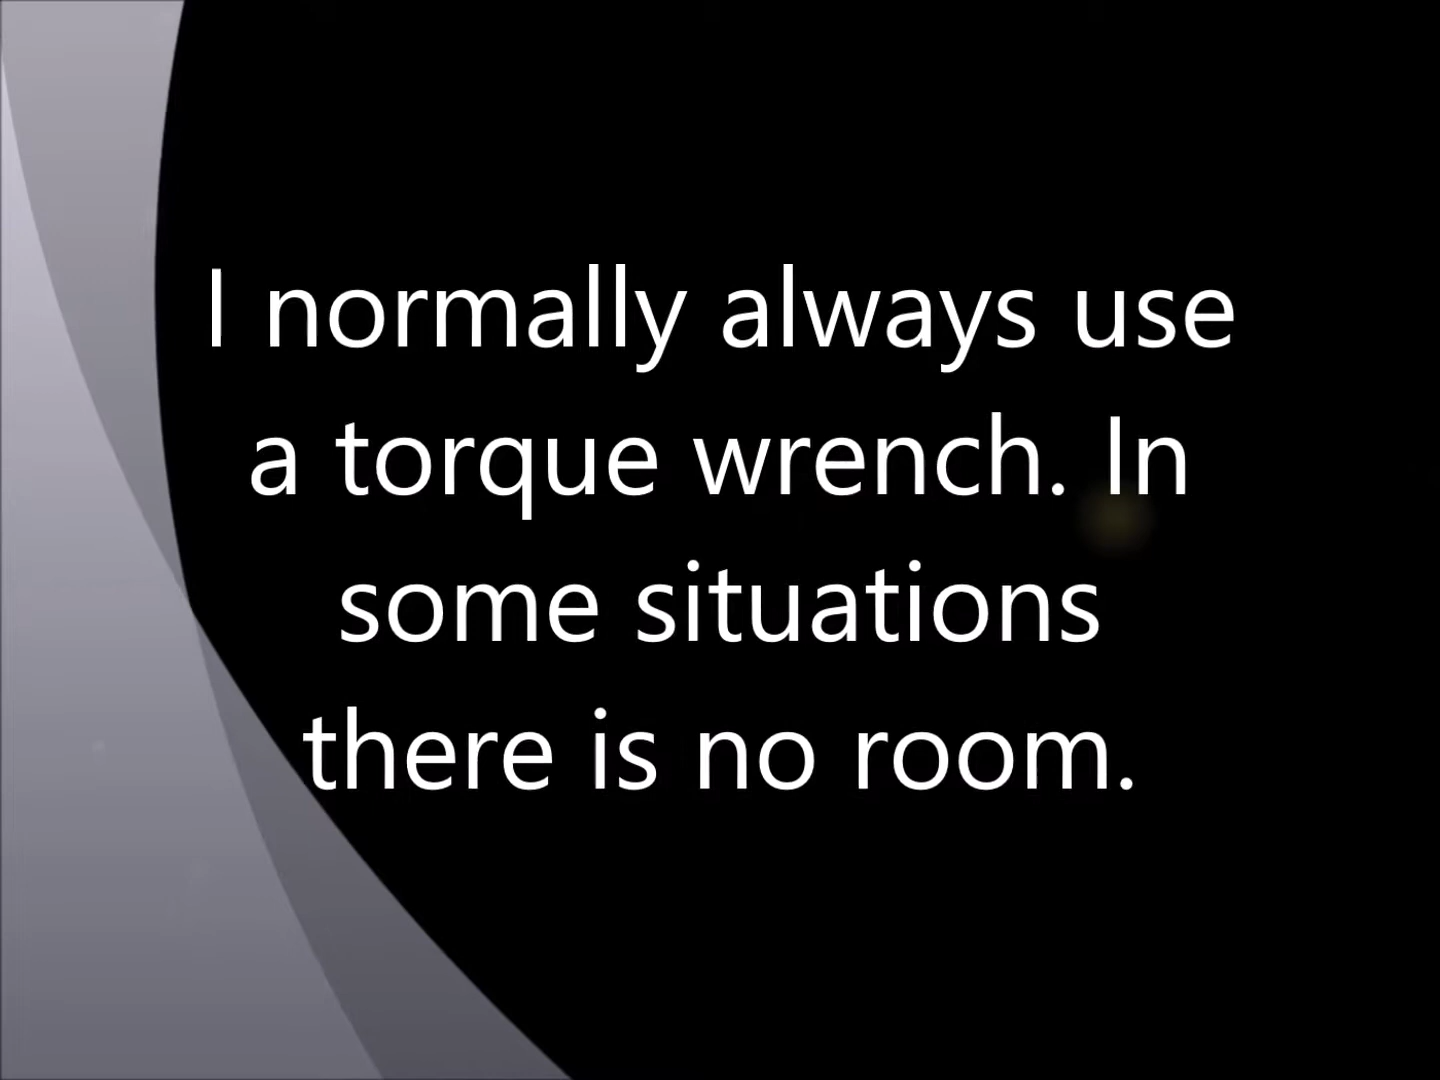 I normally always use
a torque wrench. In
some situations
there is no room.